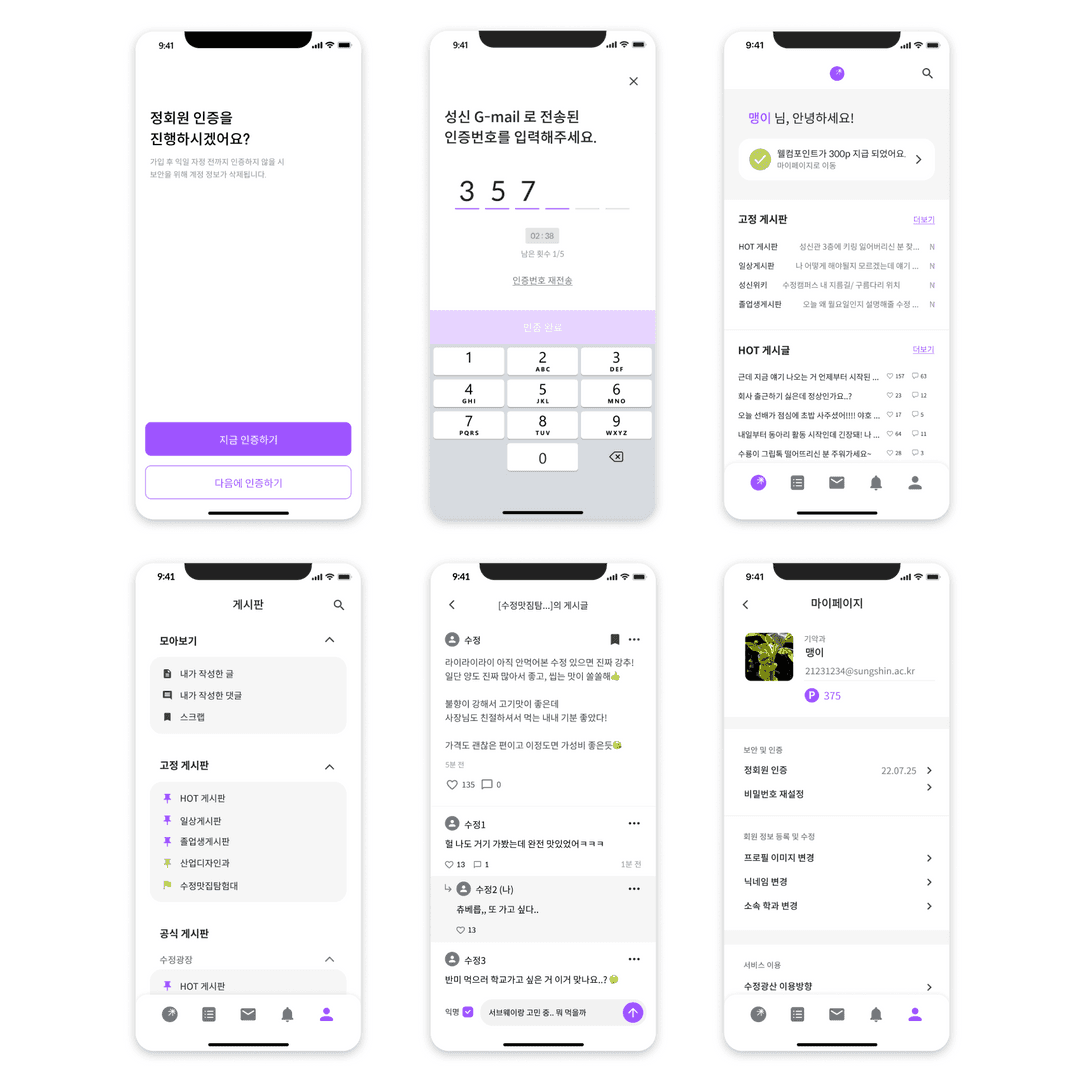 9:41
정회원 인증을
진행하시겠어요?
가입 후 익일 자정 전까지 인증하지 않을 시
보안을 위해 계정 정보가 삭제됩니다.
지금 인증하기
다음에 인증하기
9:41
성신 G-mail 로 전송된
인증번호를 입력해주세요.
3 5 7
02 : 38
남은 횟수 1/5
인증번호 재전송
인증 완료
1 2 3
ABC DEF
4 5 6
GHI JKL MNO
7 8 9
PQRS TUV WXYZ
0
9:41
맹이 님, 안녕하세요!
웰컴포인트가 300p 지급 되었어요.
마이페이지로 이동
고정 게시판 더보기
HOT 게시판 성신관 3층에 키링 잃어버리신 분 찾... N
일상게시판 나 어떻게 해야될지 모르겠는데 얘기 ... N
성신위키 수정캠퍼스 내 지름길/ 구름다리 위치 N
졸업생게시판 오늘 왜 월요일인지 설명해줄 수정 ... N
HOT 게시글 더보기
근데 지금 얘기 나오는 거 언제부터 시작된 ... 157 63
회사 출근하기 싫은데 정상인가요..? 23 12
오늘 선배가 점심에 초밥 사주셨어!!!! 야호 ... 17 5
내일부터 동아리 활동 시작인데 긴장돼! 나 ... 64 11
수룡이 그립톡 떨어뜨리신 분 주워가세요~ 28 3
9:41
게시판
모아보기
내가 작성한 글
내가 작성한 댓글
스크랩
고정 게시판
HOT 게시판
일상게시판
졸업생게시판
산업디자인과
수정맛집탐험대
공식 게시판
수정광장
HOT 게시판
9:41
[수정맛집탐...]의 게시글
수정
라이라이라이 아직 안먹어본 수정 있으면 진짜 강추!
일단 양도 진짜 많아서 좋고, 씹는 맛이 쏠쏠해👍
불향이 강해서 고기맛이 좋은데
사장님도 친절하셔서 먹는 내내 기분 좋았다!
가격도 괜찮은 편이고 이정도면 가성비 좋은듯
5분 전
135 0
수정1
헐 나도 거기 가봤는데 완전 맛있었어ㅋㅋㅋ
13 1 1분 전
수정2 (나)
츄베릅,, 또 가고 싶다..
13
수정3
반미 먹으러 학교가고 싶은 거 이거 맞나요..?
익명 서브웨이랑 고민 중.. 뭐 먹을까
9:41
마이페이지
기악과
맹이
21231234@sungshin.ac.kr
P 375
보안 및 인증
정회원 인증 22.07.25
비밀번호 재설정
회원 정보 등록 및 수정
프로필 이미지 변경
닉네임 변경
소속 학과 변경
서비스 이용
수정광산 이용방향